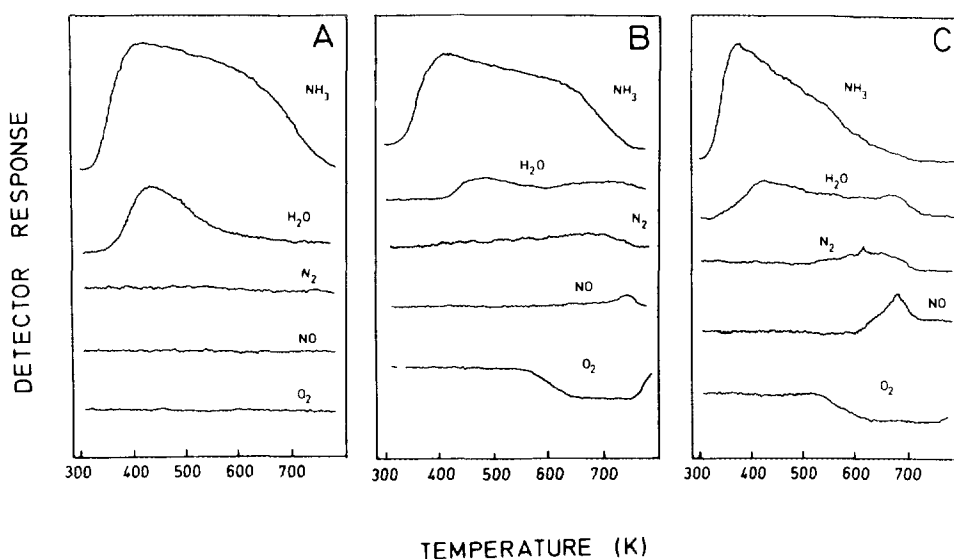 DETECTOR RESPONSE
A
NH₃
H₂O
N₂
NO
O₂
300 400 500 600 700
B
NH₃
H₂O
N₂
NO
O₂
300 400 500 600 700
C
NH₃
H₂O
N₂
NO
O₂
300 400 500 600 700
TEMPERATURE (K)